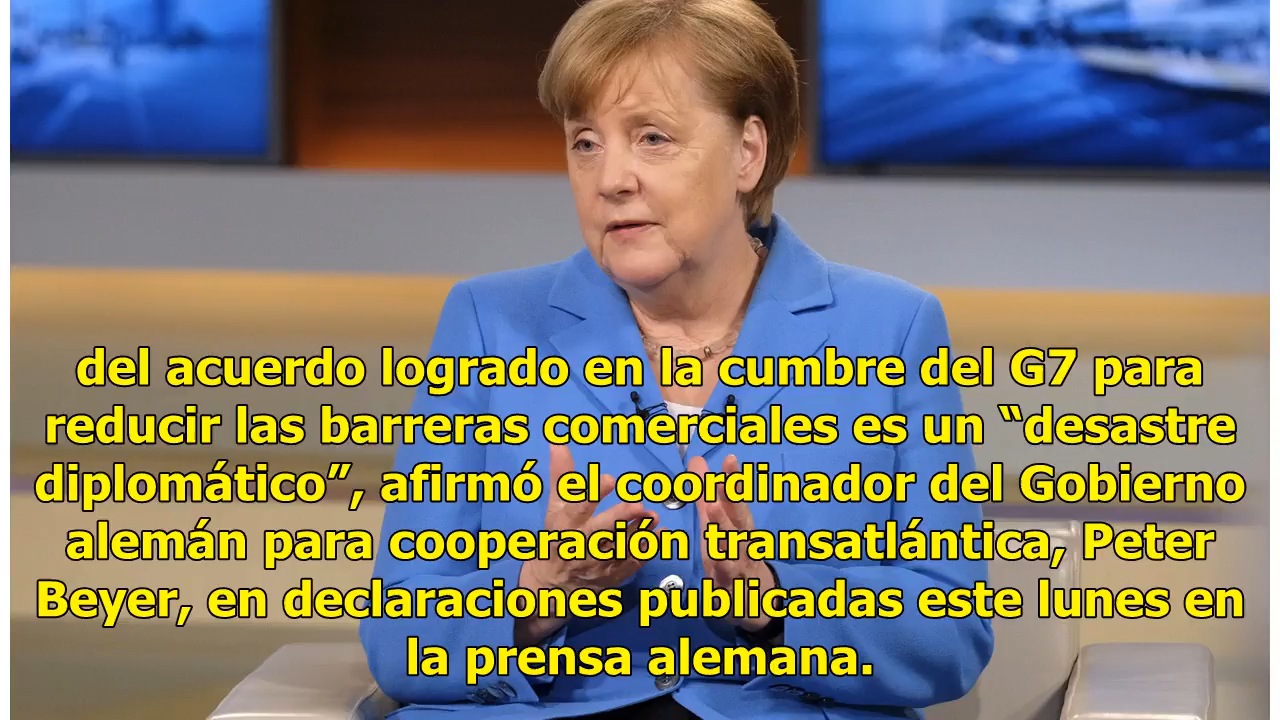 del acuerdo logrado en la cumbre del G7 para
reducir las barreras comerciales es un “desastre
diplomático”, afirmó el coordinador del Gobierno
alemán para cooperación transatlántica, Peter
Beyer, en declaraciones publicadas este lunes en
la prensa alemana.